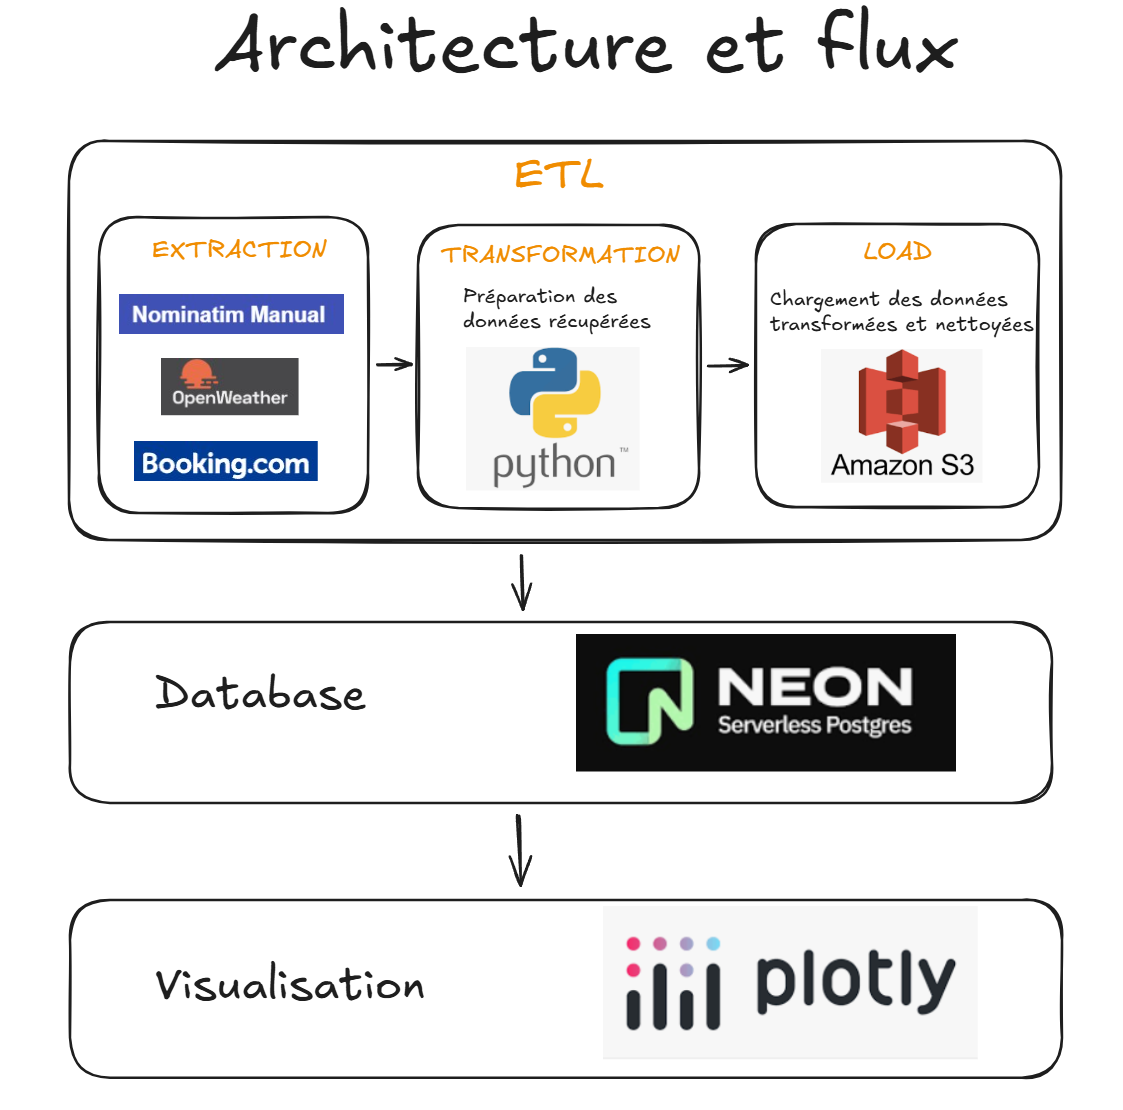 Architecture et flux
ETL
EXTRACTION
Nominatim Manual
OpenWeather
Booking.com
TRANSFORMATION
Préparation des
données récupérées
python™
LOAD
Chargement des données
transformées et nettoyées
Amazon S3
Database
NEON
Serverless Postgres
Visualisation
plotly